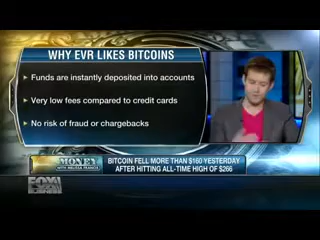 WHY EVR LIKES BITCOINS
Funds are instantly deposited into accounts
Very low fees compared to credit cards
No risk of fraud or chargebacks
MONEY
WITH MELISSA FRANCIS
BITCOIN FELL MORE THAN $160 YESTERDAY
AFTER HITTING ALL-TIME HIGH OF $266